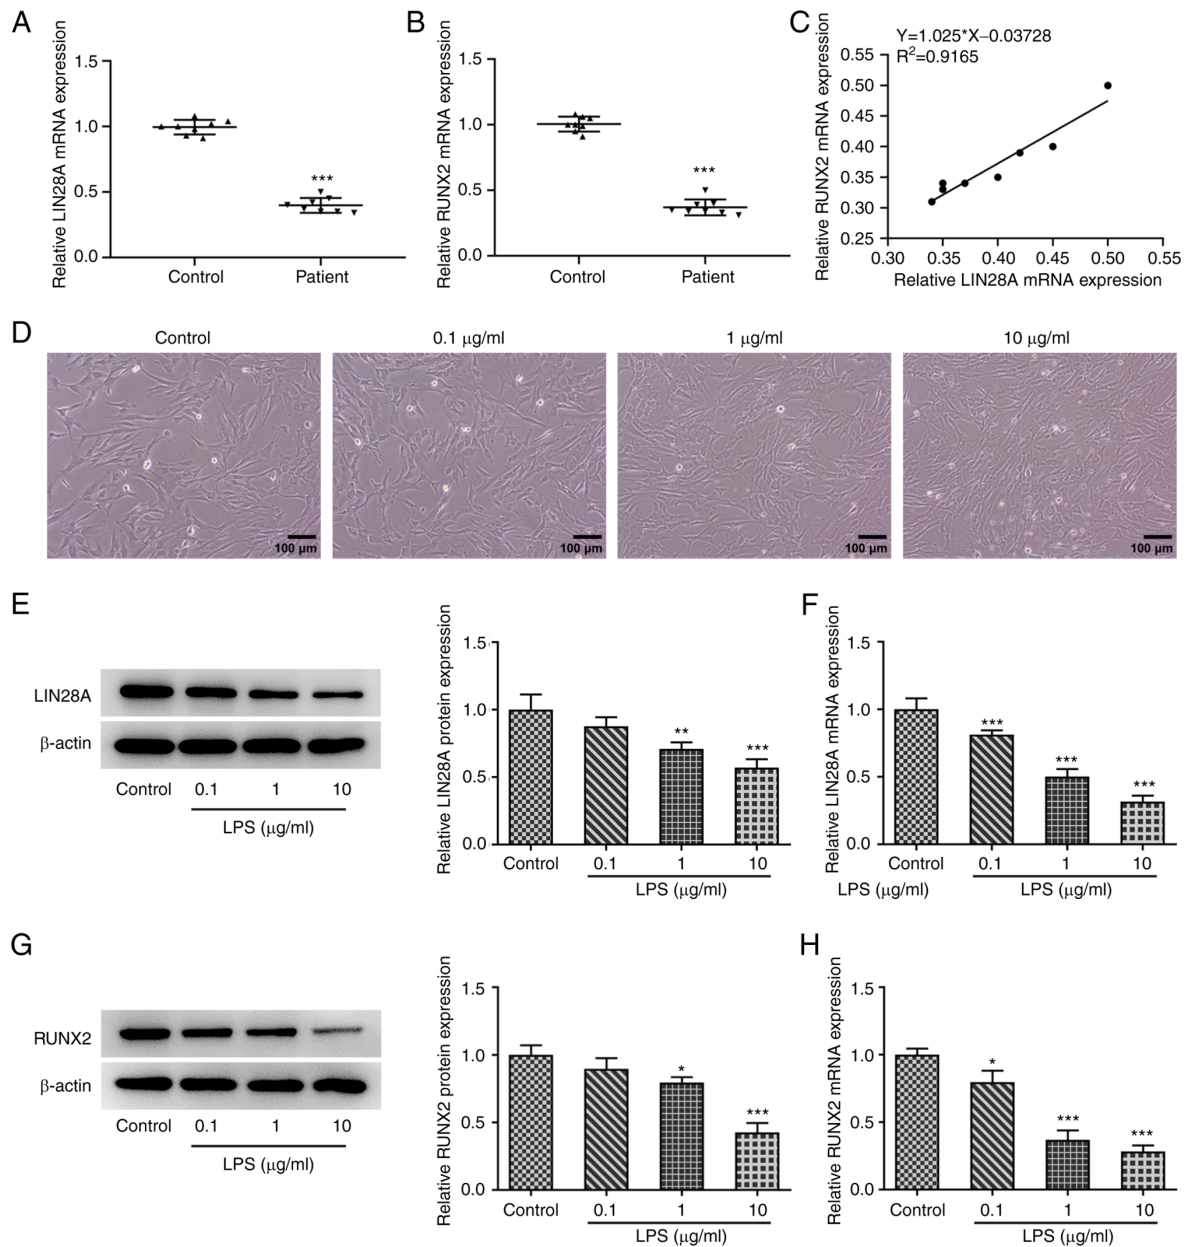 A
Relative LIN28A mRNA expression
1.5
1.0
0.5
0.0
***
Control
Patient
B
Relative RUNX2 mRNA expression
1.5
1.0
0.5
0.0
***
Control
Patient
C
Y=1.025*X−0.03728
R²=0.9165
Relative RUNX2 mRNA expression
0.55
0.50
0.45
0.40
0.35
0.30
0.25
0.30
0.35
0.40
0.45
0.50
0.55
Relative LIN28A mRNA expression
D
Control
0.1 μg/ml
1 μg/ml
10 μg/ml
100 μm
100 μm
100 μm
100 μm
E
LIN28A
β-actin
Control
0.1
1
10
LPS (μg/ml)
Relative LIN28A protein expression
1.5
1.0
0.5
0.0
**
***
Control
0.1
1
10
LPS (μg/ml)
F
Relative LIN28A mRNA expression
1.5
1.0
0.5
0.0
***
***
***
Control
0.1
1
10
LPS (μg/ml)
LPS (μg/ml)
G
RUNX2
β-actin
Control
0.1
1
10
LPS (μg/ml)
Relative RUNX2 protein expression
1.5
1.0
0.5
0.0
*
***
Control
0.1
1
10
LPS (μg/ml)
H
Relative RUNX2 mRNA expression
1.5
1.0
0.5
0.0
*
***
***
Control
0.1
1
10
LPS (μg/ml)